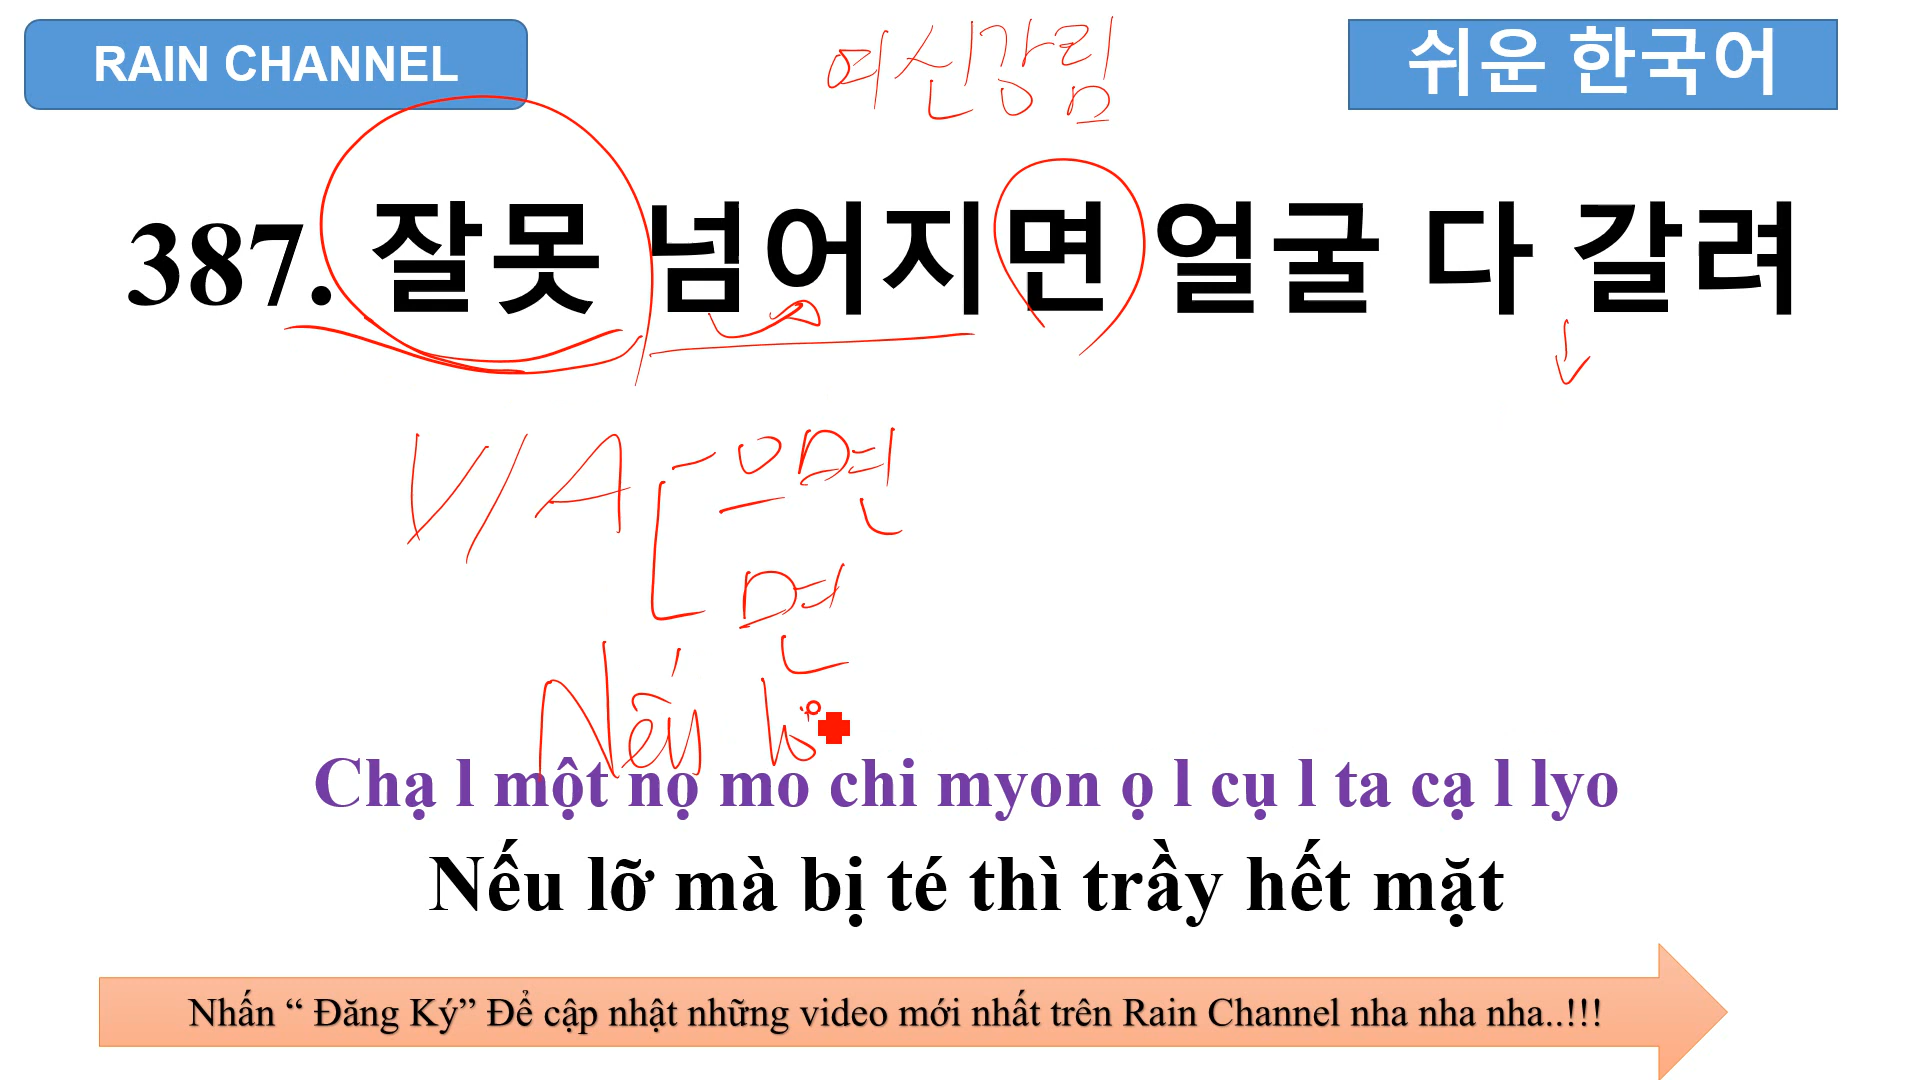 RAIN CHANNEL
여신강림
쉬운 한국어
387. 잘못 넘어지면 얼굴 다 갈려
V/A [ - 으면
면
Nếu lỡ
Chạ l một nọ mo chi myon ọ l cụ l ta cạ l lyo
Nếu lỡ mà bị té thì trầy hết mặt
Nhấn “ Đăng Ký” Để cập nhật những video mới nhất trên Rain Channel nha nha nha..!!!